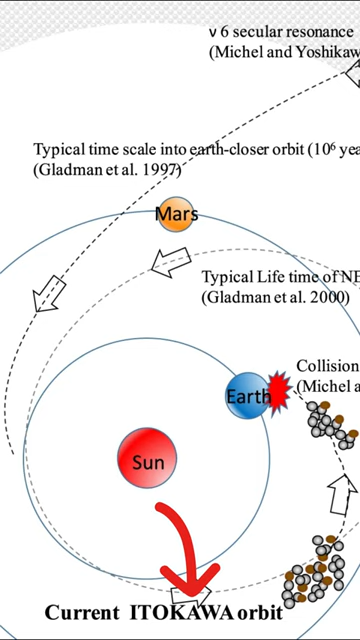 ν 6 secular resonance
(Michel and Yoshikaw
Typical time scale into earth-closer orbit (10⁶ yea
(Gladman et al. 1997)
Mars
Typical Life time of NE
(Gladman et al. 2000)
Collision
(Michel a
Earth
Sun
Current ITOKAWA orbit